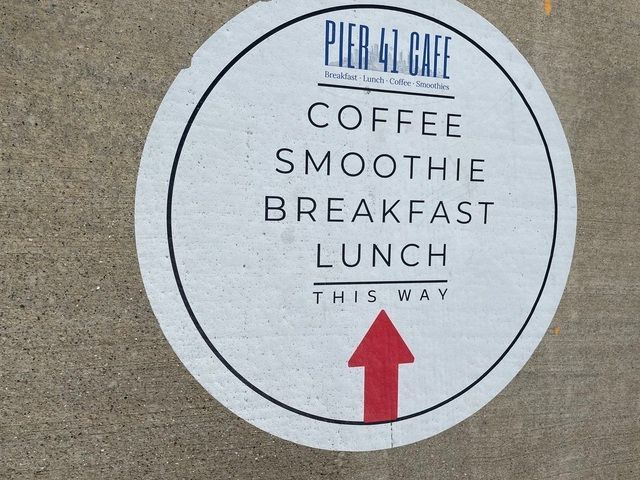 PIER 41 CAFE
Breakfast · Lunch · Coffee · Smoothies
COFFEE
SMOOTHIE
BREAKFAST
LUNCH
THIS WAY